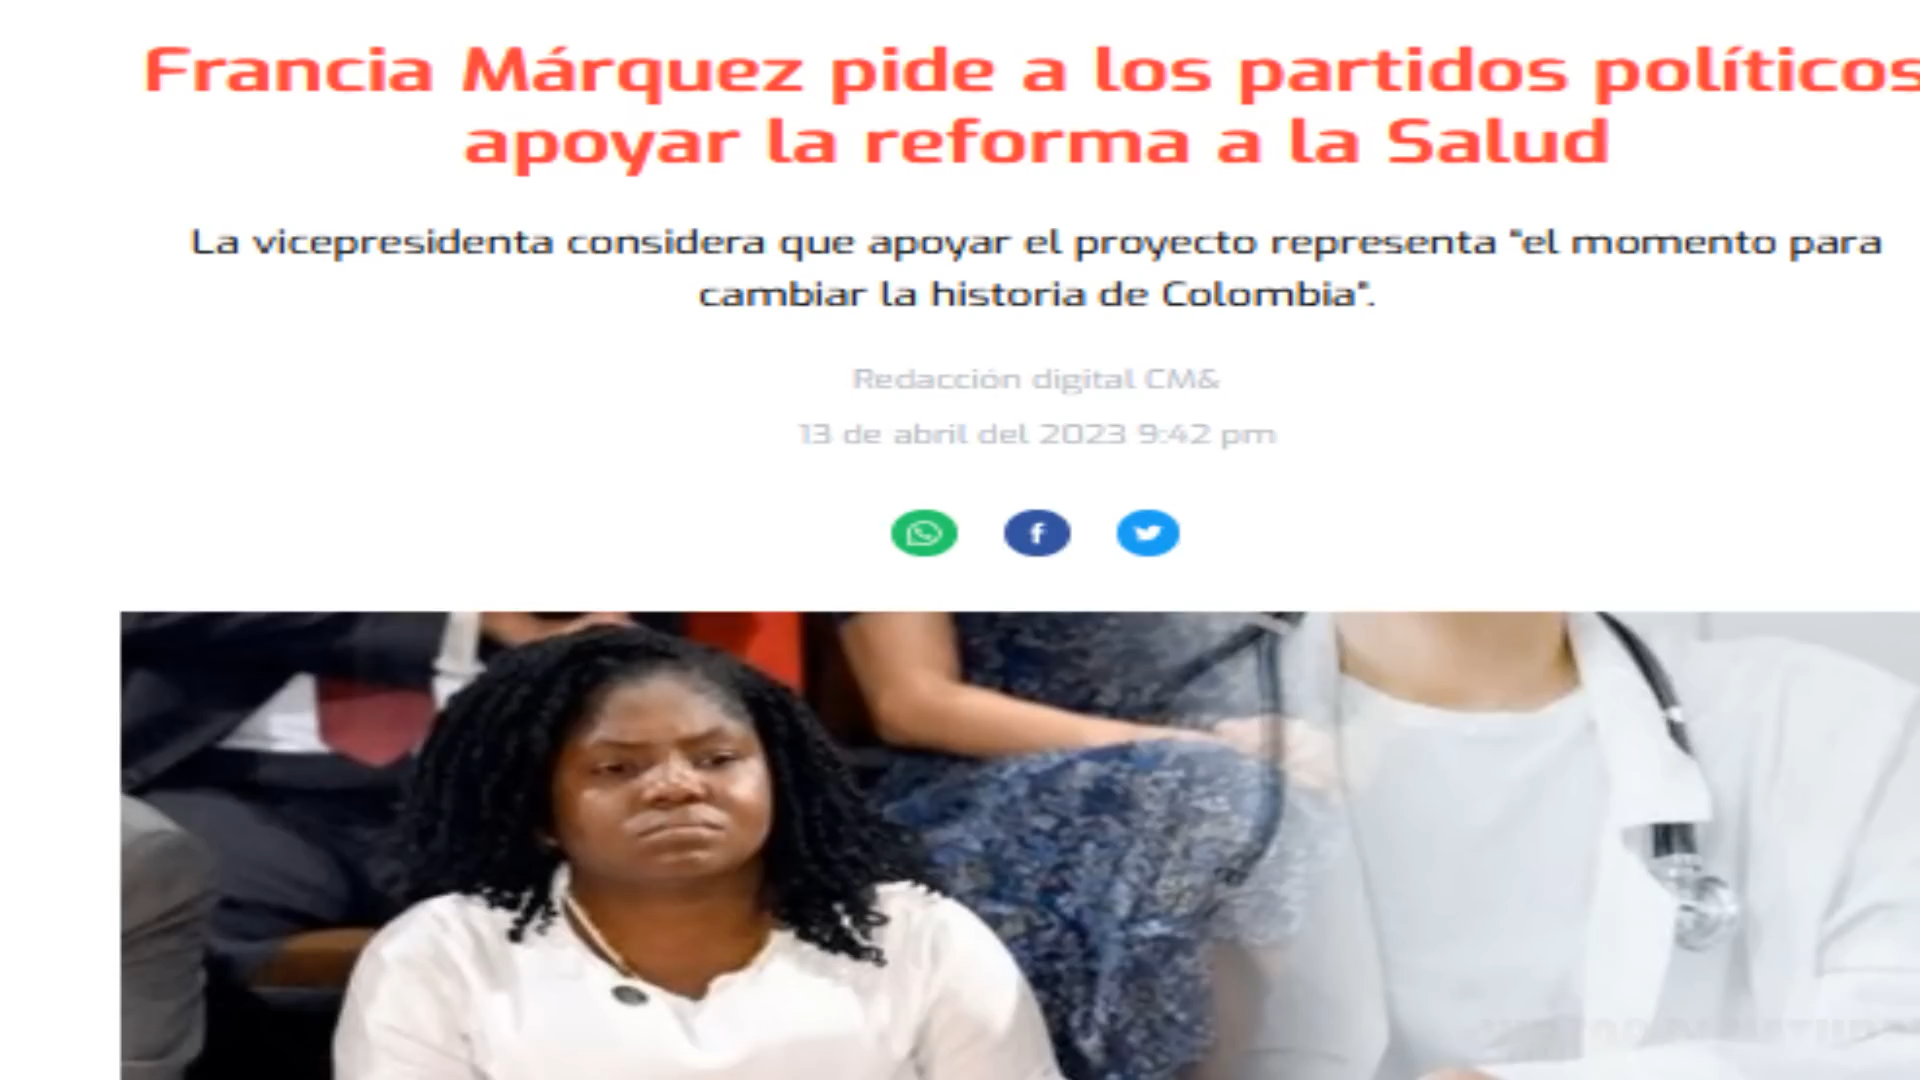 Francia Márquez pide a los partidos políticos
apoyar la reforma a la Salud
La vicepresidenta considera que apoyar el proyecto representa "el momento para
cambiar la historia de Colombia".
Redacción digital CM&
13 de abril del 2023 9:42 pm